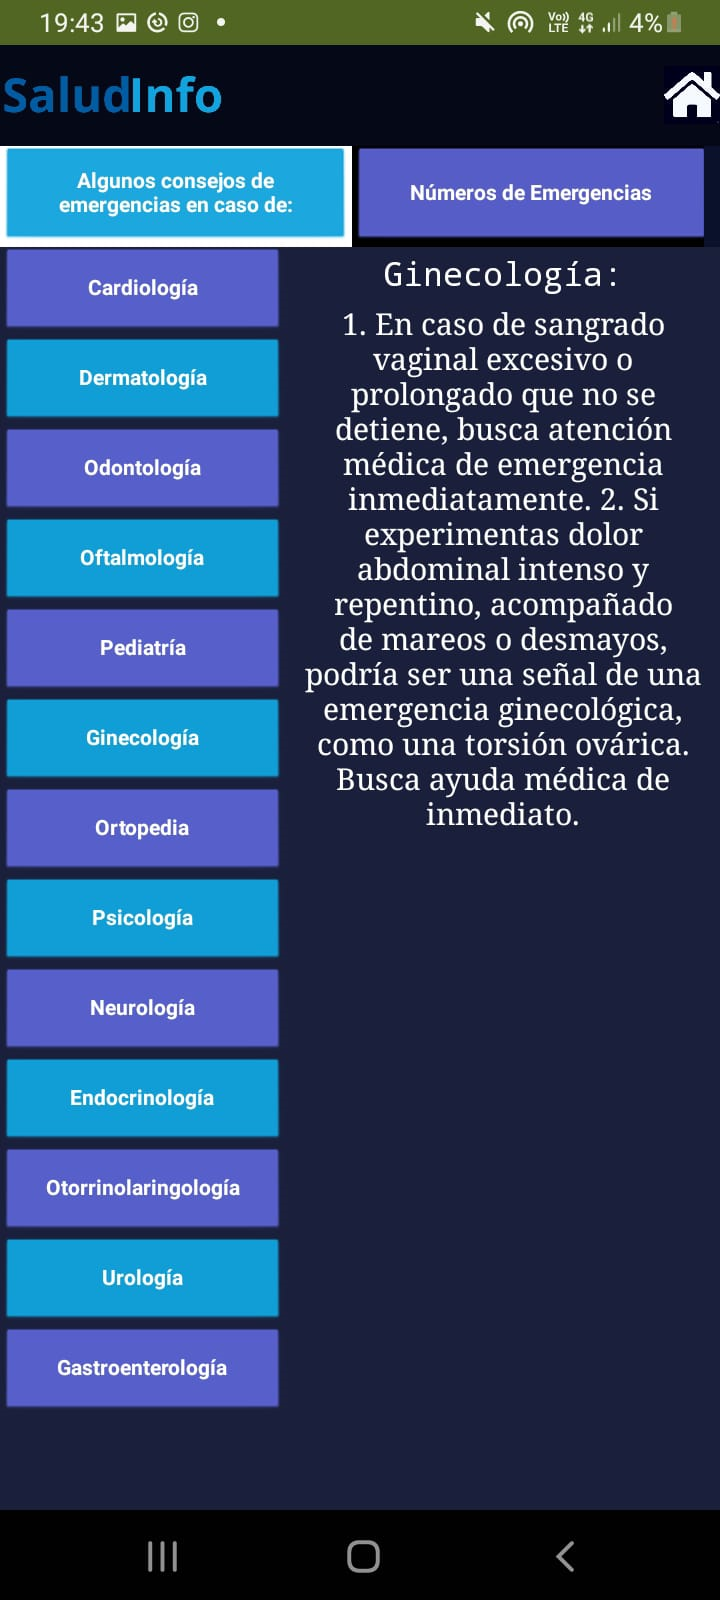 19:43
Vo)) 4G
LTE
4%
SaludInfo
Algunos consejos de
emergencias en caso de:
Números de Emergencias
Cardiología
Dermatología
Odontología
Oftalmología
Pediatría
Ginecología
Ortopedia
Psicología
Neurología
Endocrinología
Otorrinolaringología
Urología
Gastroenterología
Ginecología:
1. En caso de sangrado
vaginal excesivo o
prolongado que no se
detiene, busca atención
médica de emergencia
inmediatamente. 2. Si
experimentas dolor
abdominal intenso y
repentino, acompañado
de mareos o desmayos,
podría ser una señal de una
emergencia ginecológica,
como una torsión ovárica.
Busca ayuda médica de
inmediato.